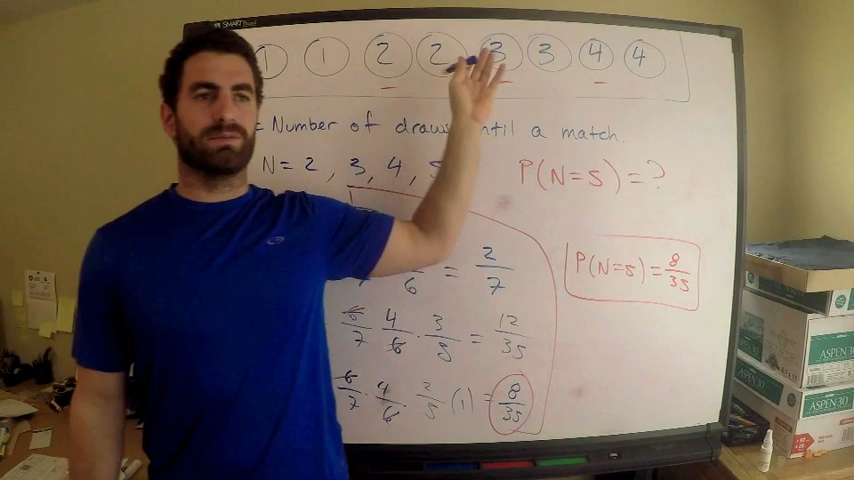 SMART Board
1 1 2 2 3 3 4 4
= Number of draws until a match.
N = 2 , 3, 4, 5
P(N=5) = ?
6 = 2/7
P(N=5) = 8/35
6/7 4/6 · 3/5 = 12/35
6/7 · 4/6 · 2/5 (1) = 8/35
ASPEN 30
ASPEN
ASPEN 30